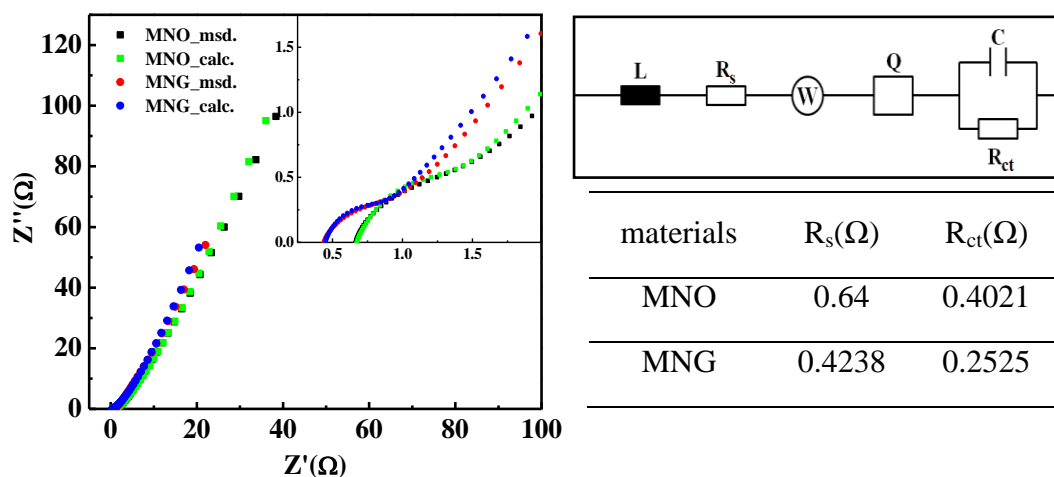 MNO_msd.
MNO_calc.
MNG_msd.
MNG_calc.
Z''(Ω)
120
100
80
60
40
20
0
0 20 40 60 80 100
Z'(Ω)
1.5
1.0
0.5
0.0
0.5 1.0 1.5
L Rs W Q C
Rct
materials Rs(Ω) Rct(Ω)
MNO 0.64 0.4021
MNG 0.4238 0.2525